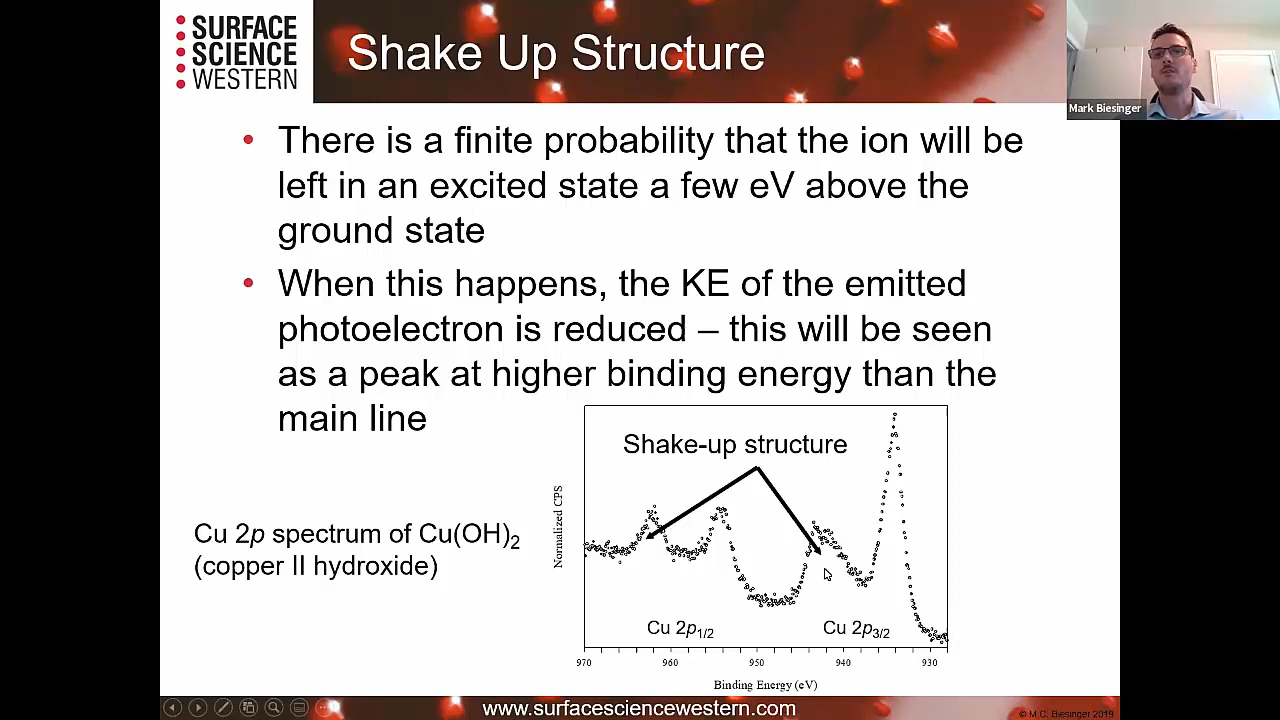 SURFACE
SCIENCE
WESTERN
Shake Up Structure
Mark Biesinger
• There is a finite probability that the ion will be
left in an excited state a few eV above the
ground state
• When this happens, the KE of the emitted
photoelectron is reduced – this will be seen
as a peak at higher binding energy than the
main line
Cu 2p spectrum of Cu(OH)2
(copper II hydroxide)
Shake-up structure
Normalized CPS
Cu 2p1/2
Cu 2p3/2
970 960 950 940 930
Binding Energy (eV)
www.surfacesciencewestern.com
© M.C. Biesinger 2019